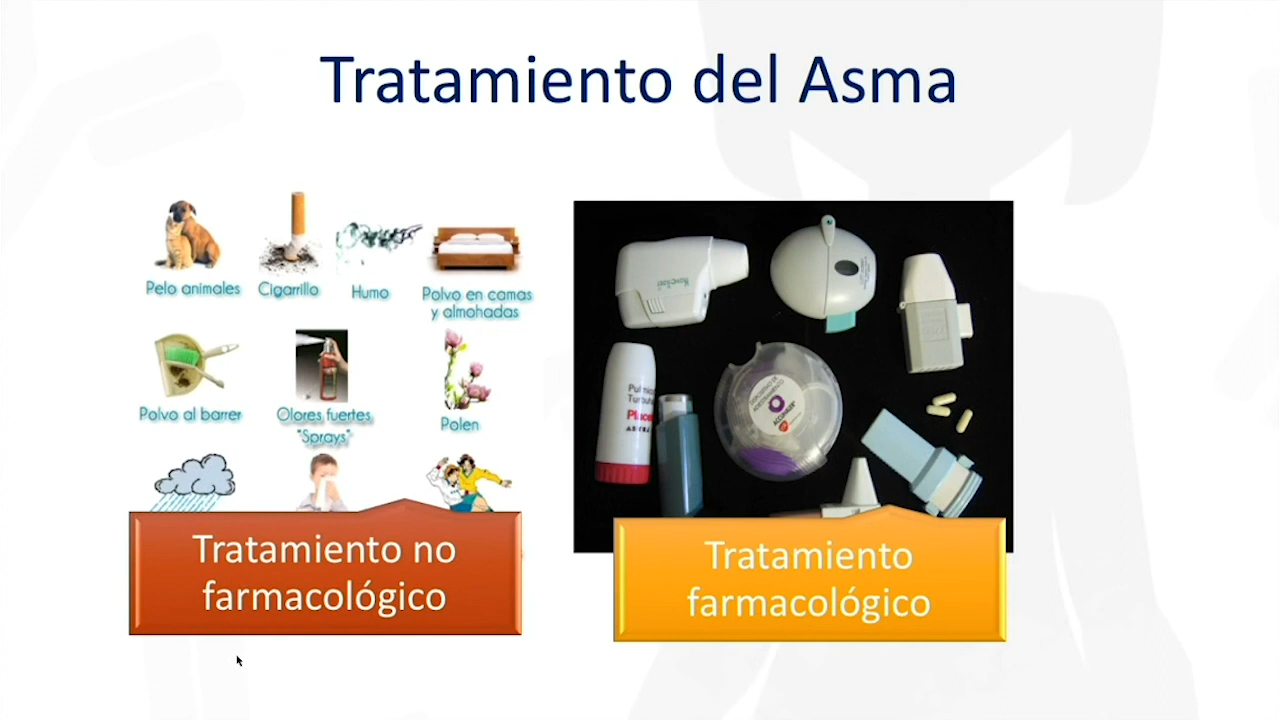 Tratamiento del Asma
Pelo animales
Cigarrillo
Humo
Polvo en camas
y almohadas
Polvo al barrer
Olores fuertes
"Sprays"
Polen
Tratamiento no
farmacológico
ACCUHALER
Tratamiento
farmacológico